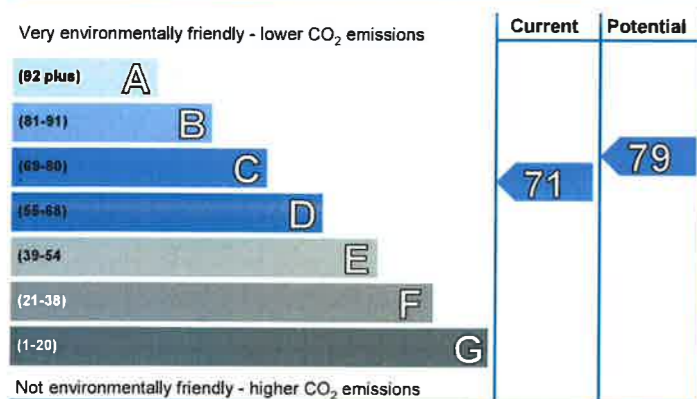 Very environmentally friendly - lower CO₂ emissions
Current
Potential
(92 plus) A
(81-91) B
(69-80) C
(55-68) D
(39-54 E
(21-38) F
(1-20) G
71
79
Not environmentally friendly - higher CO₂ emissions